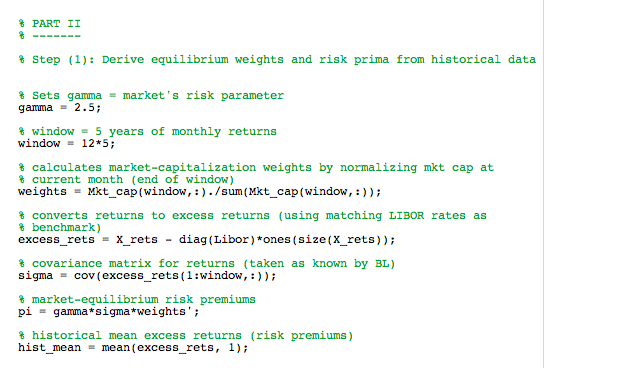 % PART II
% -------
% Step (1): Derive equilibrium weights and risk prima from historical data
% Sets gamma = market's risk parameter
gamma = 2.5;
% window = 5 years of monthly returns
window = 12*5;
% calculates market-capitalization weights by normalizing mkt cap at
% current month (end of window)
weights = Mkt_cap(window,:)./sum(Mkt_cap(window,:));
% converts returns to excess returns (using matching LIBOR rates as
% benchmark)
excess_rets = X_rets - diag(Libor)*ones(size(X_rets));
% covariance matrix for returns (taken as known by BL)
sigma = cov(excess_rets(1:window,:));
% market-equilibrium risk premiums
pi = gamma*sigma*weights';
% historical mean excess returns (risk premiums)
hist_mean = mean(excess_rets, 1);